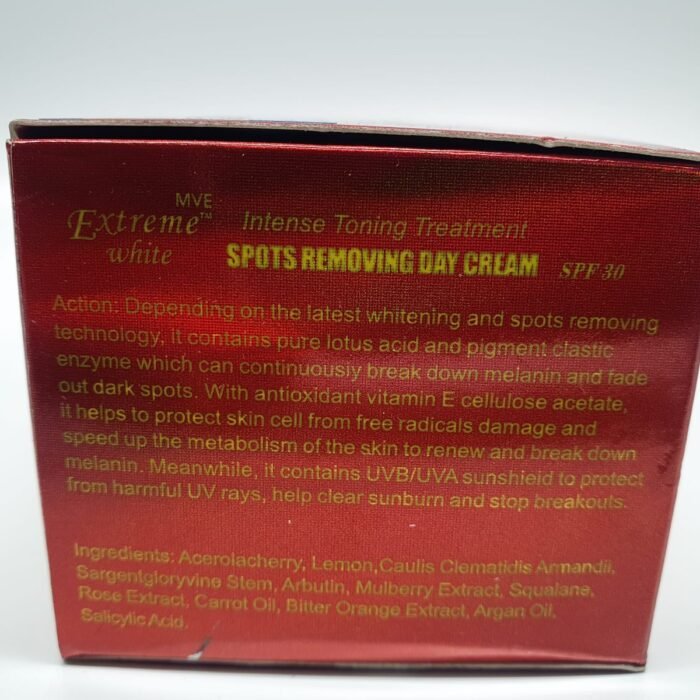 MVE
Extreme™ Intense Toning Treatment
white SPOTS REMOVING DAY CREAM SPF 30
Action: Depending on the latest whitening and spots removing
technology, it contains pure lotus acid and pigment clastic
enzyme which can continuously break down melanin and fade
out dark spots. With antioxidant vitamin E cellulose acetate,
it helps to protect skin cell from free radicals damage and
speed up the metabolism of the skin to renew and break down
melanin. Meanwhile, it contains UVB/UVA sunshield to protect
from harmful UV rays, help clear sunburn and stop breakouts.
Ingredients: Acerolacherry, Lemon,Caulis Clematidis Armandii,
Sargentgloryvine Stem, Arbutin, Mulberry Extract, Squalane,
Rose Extract, Carrot Oil, Bitter Orange Extract, Argan Oil,
Salicylic Acid.